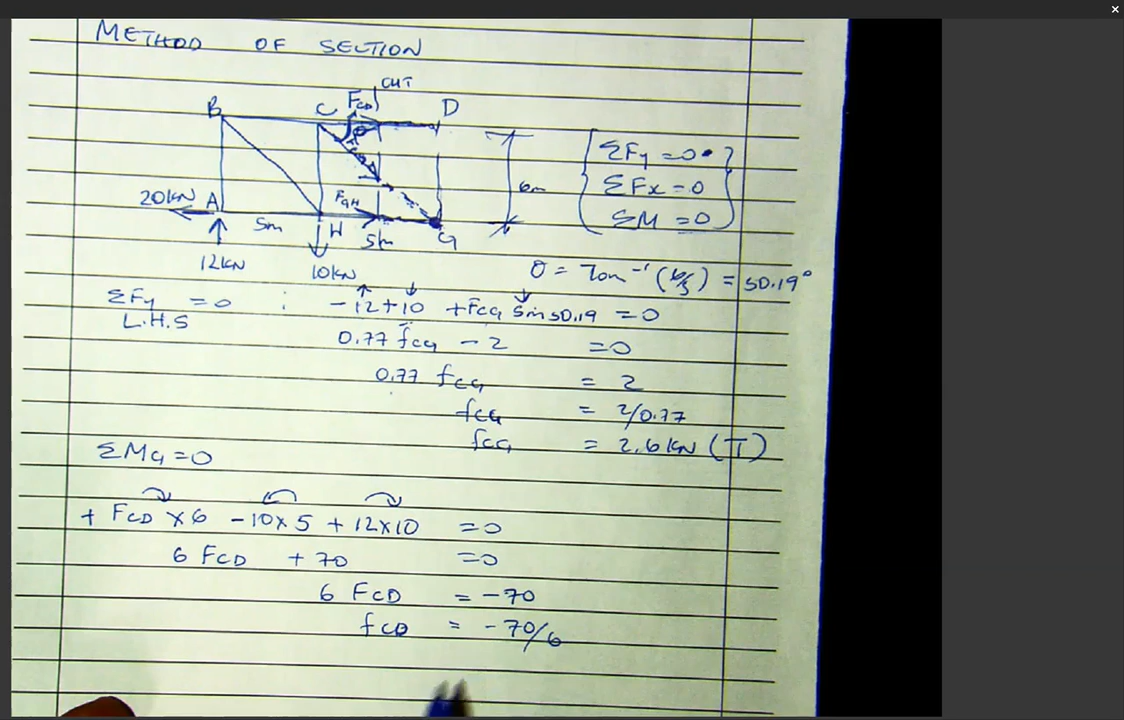 METHOD OF SECTION
CUT
B C FCD D
ΣFy = 0
6m
ΣFx = 0
20KN A FGH
ΣM = 0
5m H 5m G
12KN 10KN θ = Tan⁻¹ (6/5) = 50.19°
ΣFy = 0 : -12 + 10 + FCG Sin 50.19 = 0
L.H.S
0.77 fCG - 2 = 0
0.77 fCG = 2
fCG = 2/0.77
fCG = 2.6 KN (T)
ΣMG = 0
+ FCD x 6 - 10 x 5 + 12 x 10 = 0
6 FCD + 70 = 0
6 FCD = -70
fCD = -70/6